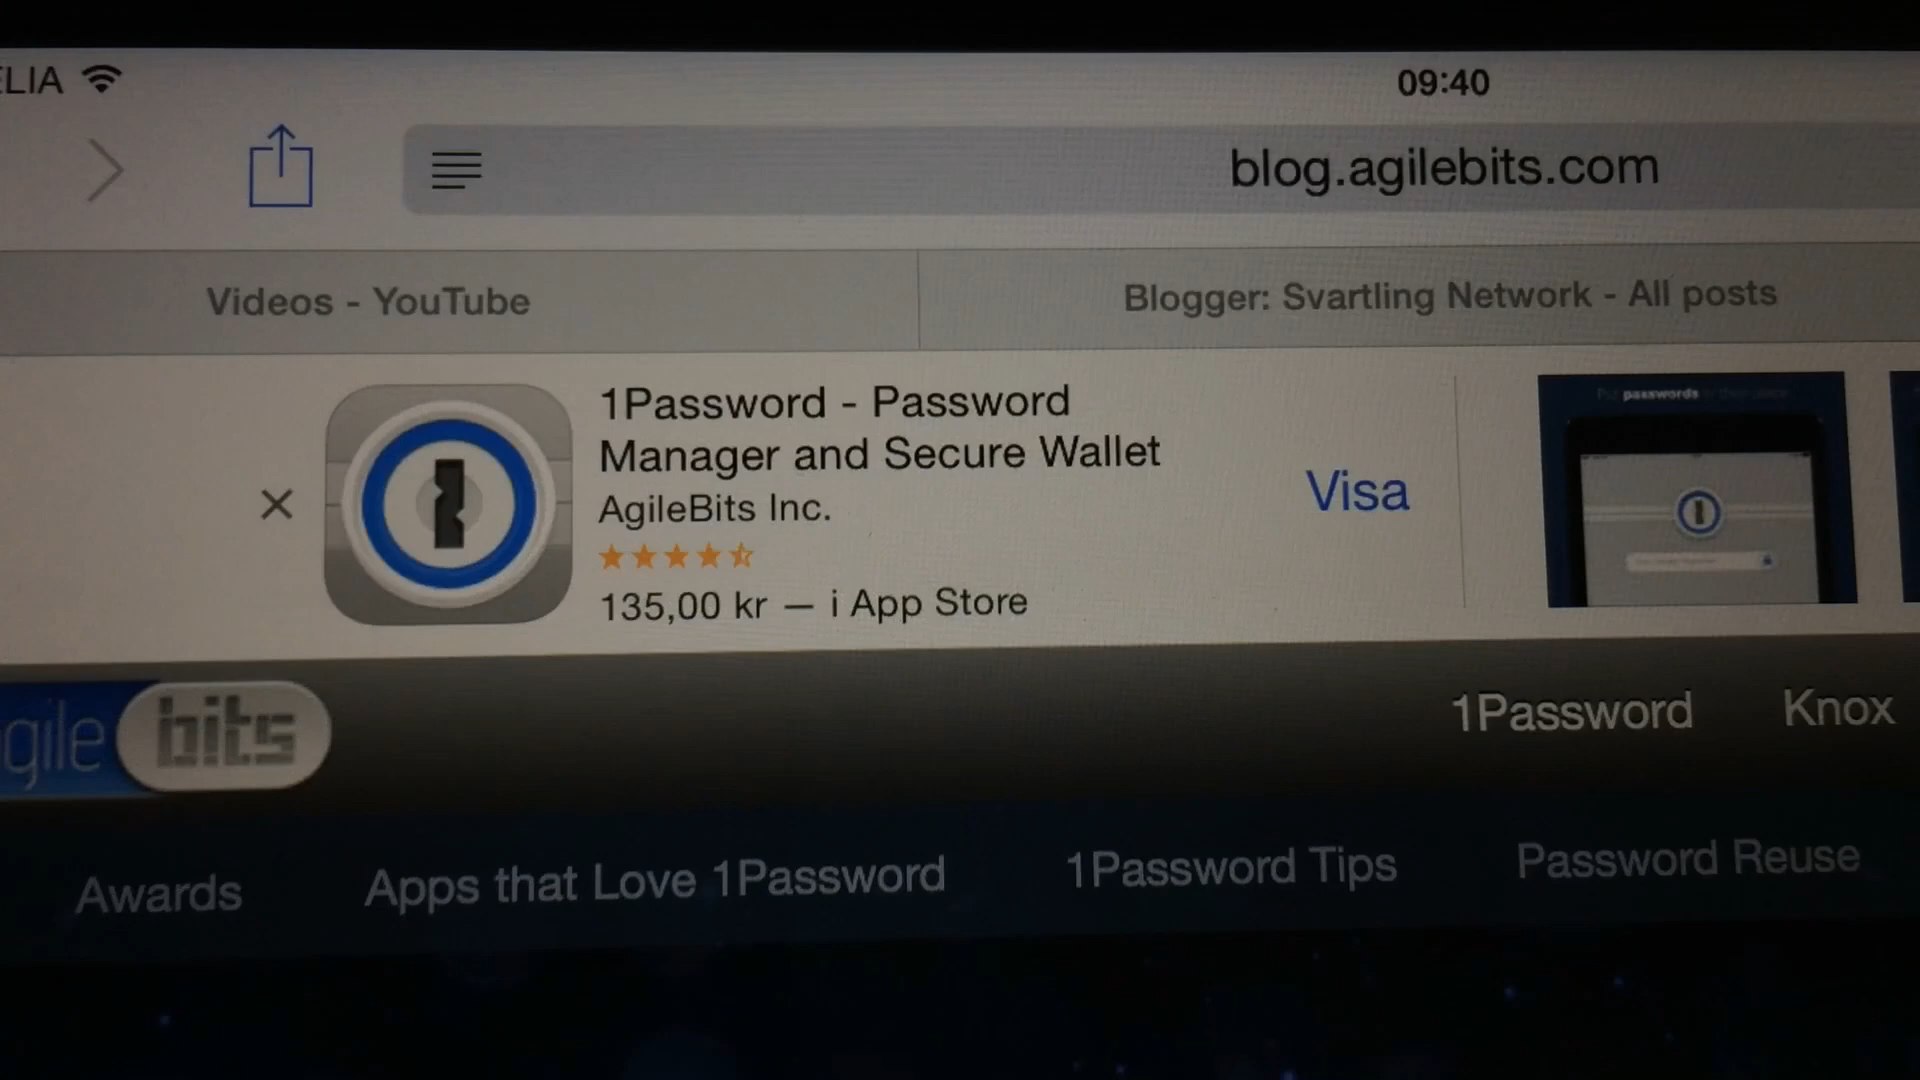 ELIA
09:40
blog.agilebits.com
Videos - YouTube
Blogger: Svartling Network - All posts
1Password - Password
Manager and Secure Wallet
AgileBits Inc.
135,00 kr — i App Store
Visa
passwords
gile bits
1Password
Knox
Awards
Apps that Love 1Password
1Password Tips
Password Reuse